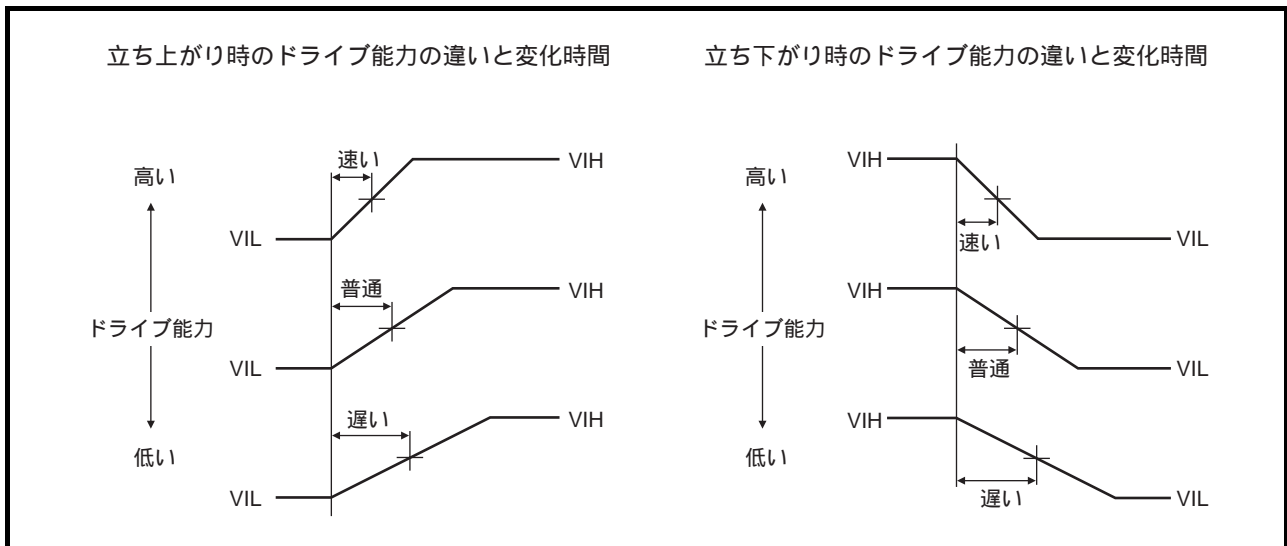 立ち上がり時のドライブ能力の違いと変化時間
高い
ドライブ能力
低い
速い
VIH
VIL
普通
VIH
VIL
遅い
VIH
VIL
立ち下がり時のドライブ能力の違いと変化時間
高い
ドライブ能力
低い
VIH
速い
VIL
VIH
普通
VIL
VIH
遅い
VIL